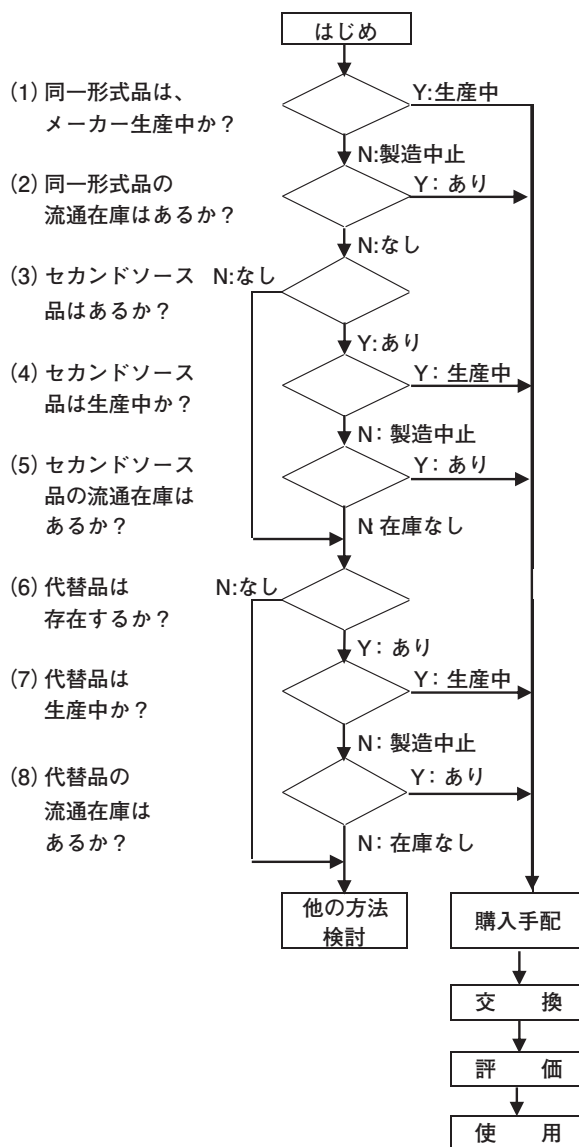 はじめ
(1) 同一形式品は、
メーカー生産中か？
Y:生産中
N:製造中止
(2) 同一形式品の
流通在庫はあるか？
Y: あり
N:なし
(3) セカンドソース
品はあるか？
N:なし
Y:あり
(4) セカンドソース
品は生産中か？
Y: 生産中
N: 製造中止
(5) セカンドソース
品の流通在庫は
あるか？
Y: あり
N 在庫なし
(6) 代替品は
存在するか？
N:なし
Y: あり
(7) 代替品は
生産中か？
Y: 生産中
N: 製造中止
(8) 代替品の
流通在庫は
あるか？
Y: あり
N: 在庫なし
他の方法
検討
購入手配
交　換
評　価
使　用